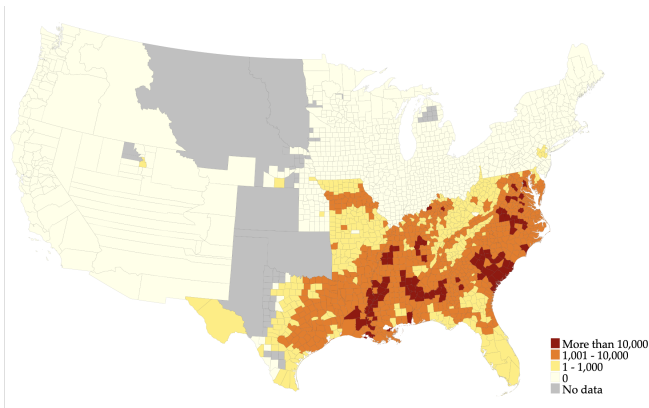 More than 10,000
1,001 - 10,000
1 - 1,000
0
No data